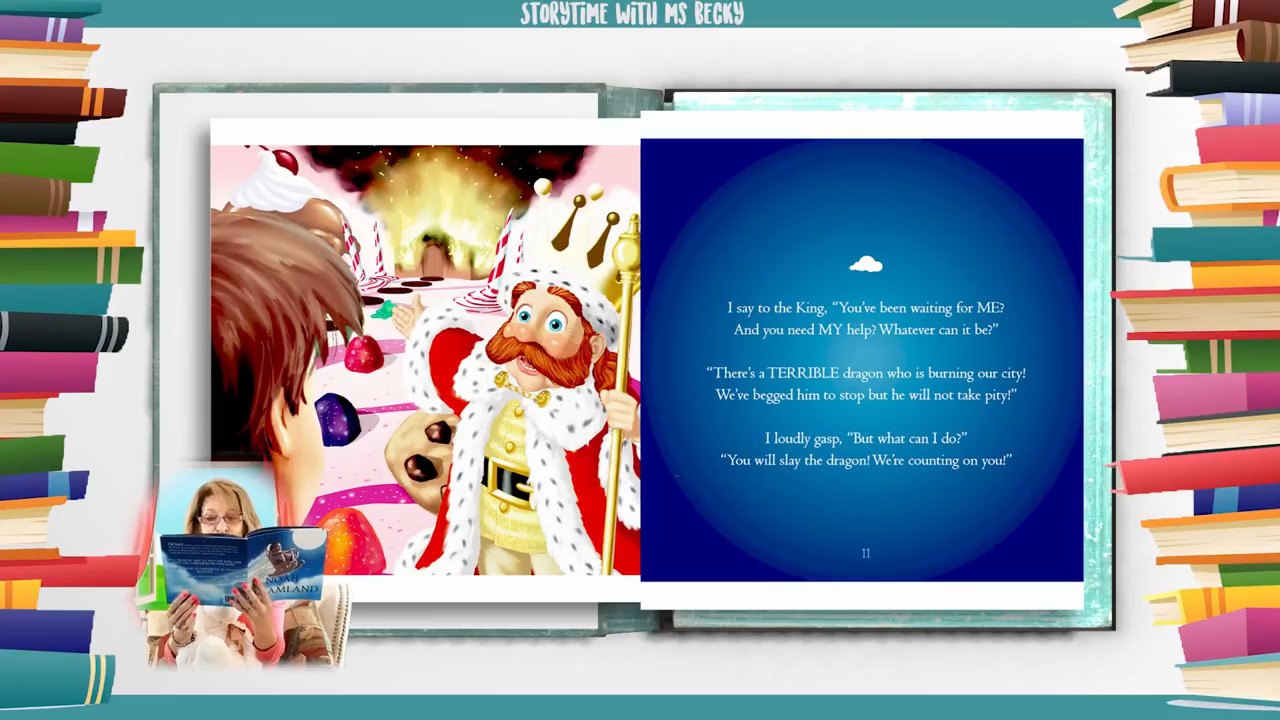 STORYTIME WITH MS BECKY
I say to the King, “You’ve been waiting for ME?
And you need MY help? Whatever can it be?”
“There’s a TERRIBLE dragon who is burning our city!
We’ve begged him to stop but he will not take pity!”
I loudly gasp, “But what can I do?”
“You will slay the dragon! We’re counting on you!”
11
NOAH
AMLAND